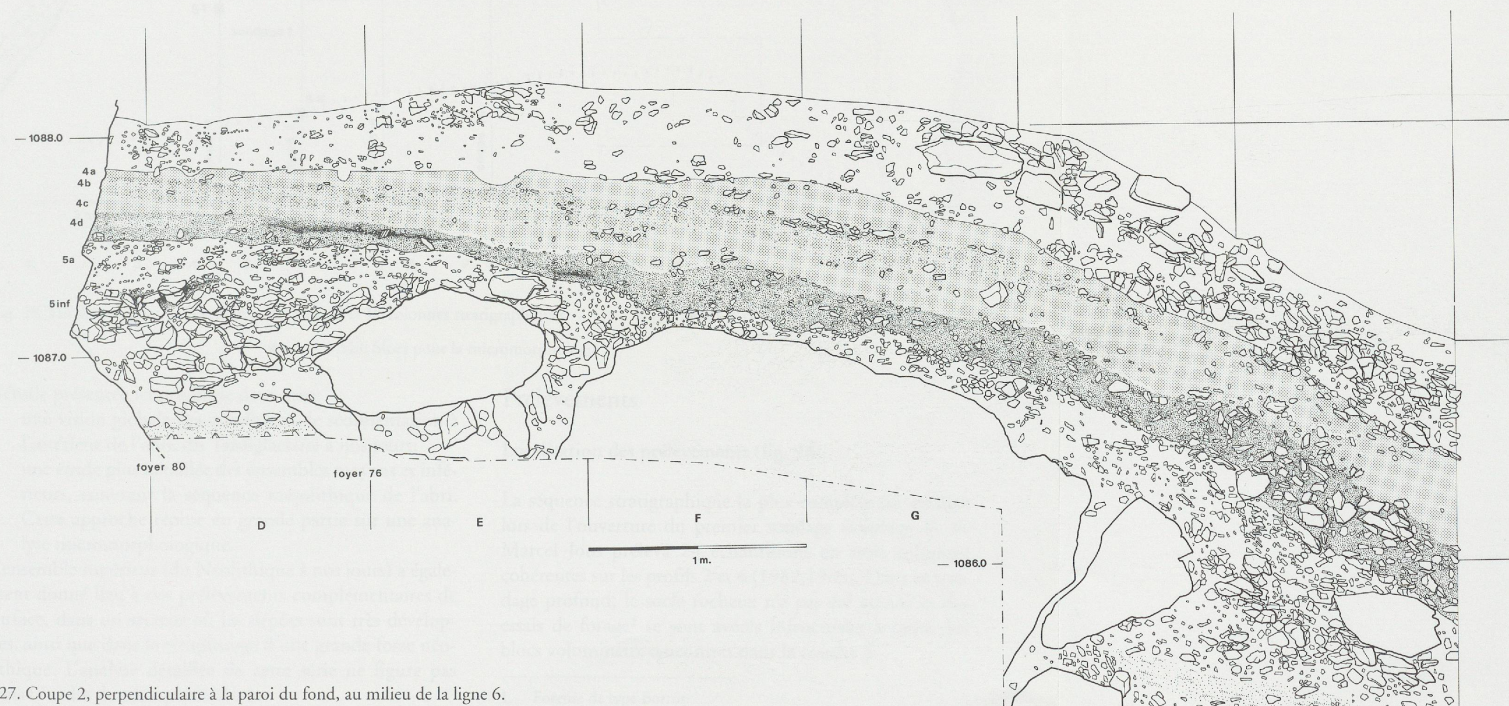 1088.0
4a
4b
4c
4d
5a
5inf
1087.0
foyer 80
foyer 76
D
E
F
G
1m.
1086.0
27. Coupe 2, perpendiculaire à la paroi du fond, au milieu de la ligne 6.